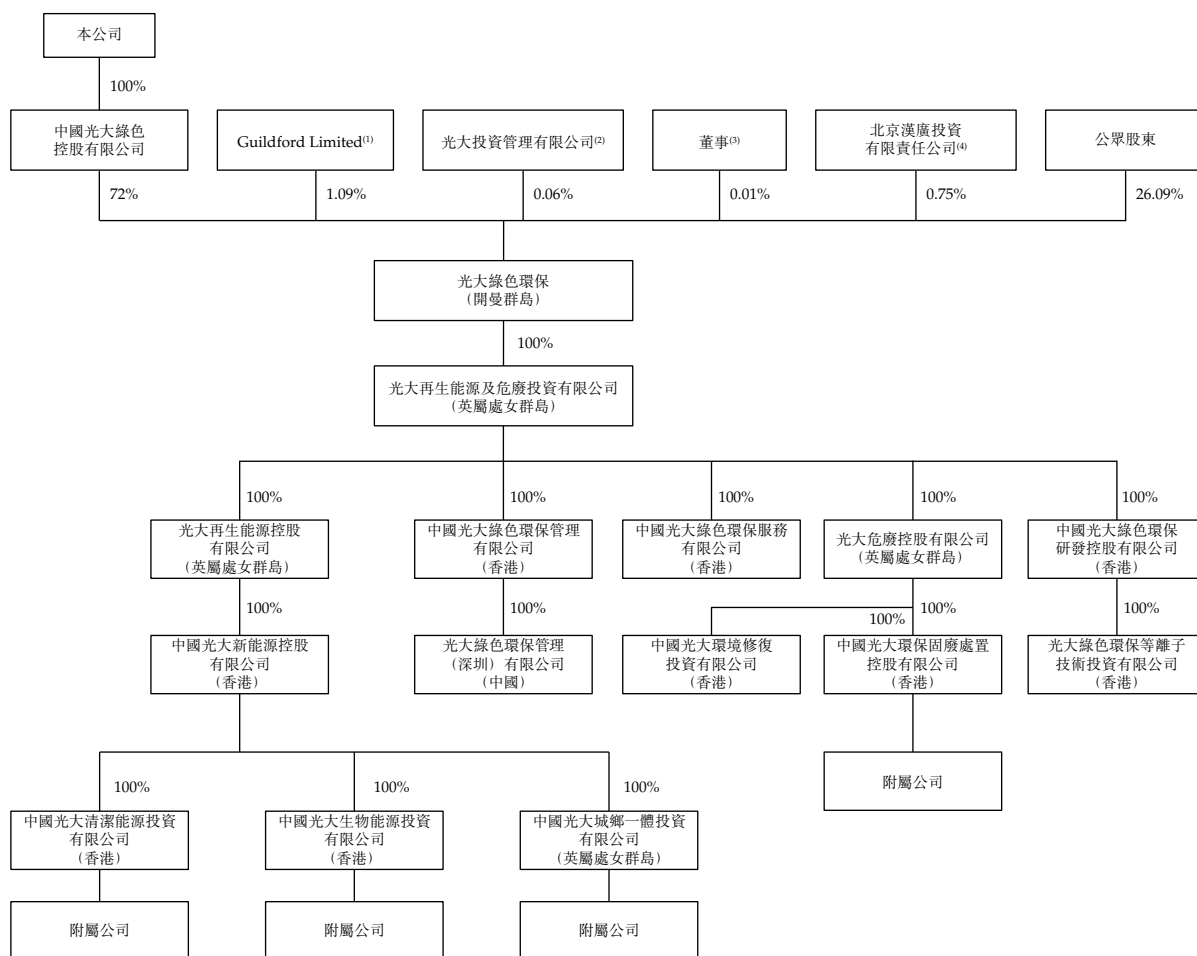 本公司
100%
中國光大綠色
控股有限公司
Guildford Limited(1)
光大投資管理有限公司(2)
董事(3)
北京漢廣投資
有限責任公司(4)
公眾股東
72%
1.09%
0.06%
0.01%
0.75%
26.09%
光大綠色環保
(開曼群島)
100%
光大再生能源及危廢投資有限公司
(英屬處女群島)
100%
100%
100%
100%
100%
光大再生能源控股
有限公司
(英屬處女群島)
中國光大綠色環保管理
有限公司
(香港)
中國光大綠色環保服務
有限公司
(香港)
光大危廢控股有限公司
(英屬處女群島)
中國光大綠色環保
研發控股有限公司
(香港)
100%
100%
100%
100%
100%
中國光大新能源控股
有限公司
(香港)
光大綠色環保管理
(深圳)有限公司
(中國)
中國光大環境修復
投資有限公司
(香港)
中國光大環保固廢處置
控股有限公司
(香港)
光大綠色環保等離子
技術投資有限公司
(香港)
附屬公司
100%
100%
100%
中國光大清潔能源投資
有限公司
(香港)
中國光大生物能源投資
有限公司
(香港)
中國光大城鄉一體投資
有限公司
(英屬處女群島)
附屬公司
附屬公司
附屬公司